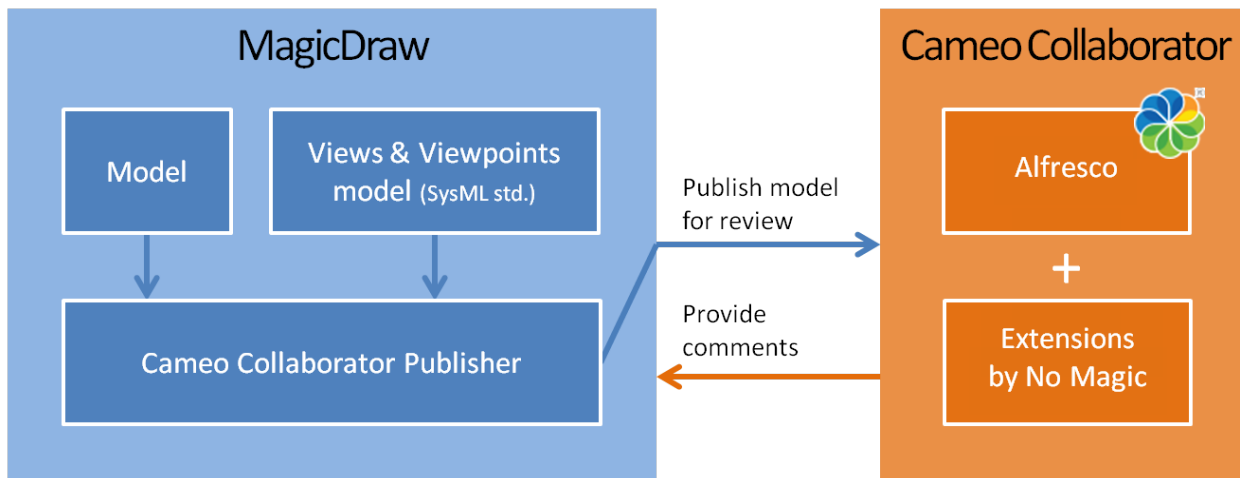 MagicDraw
Model
Views & Viewpoints
model (SysML std.)
Cameo Collaborator Publisher
Publish model
for review
Provide
comments
Cameo Collaborator
Alfresco
+
Extensions
by No Magic